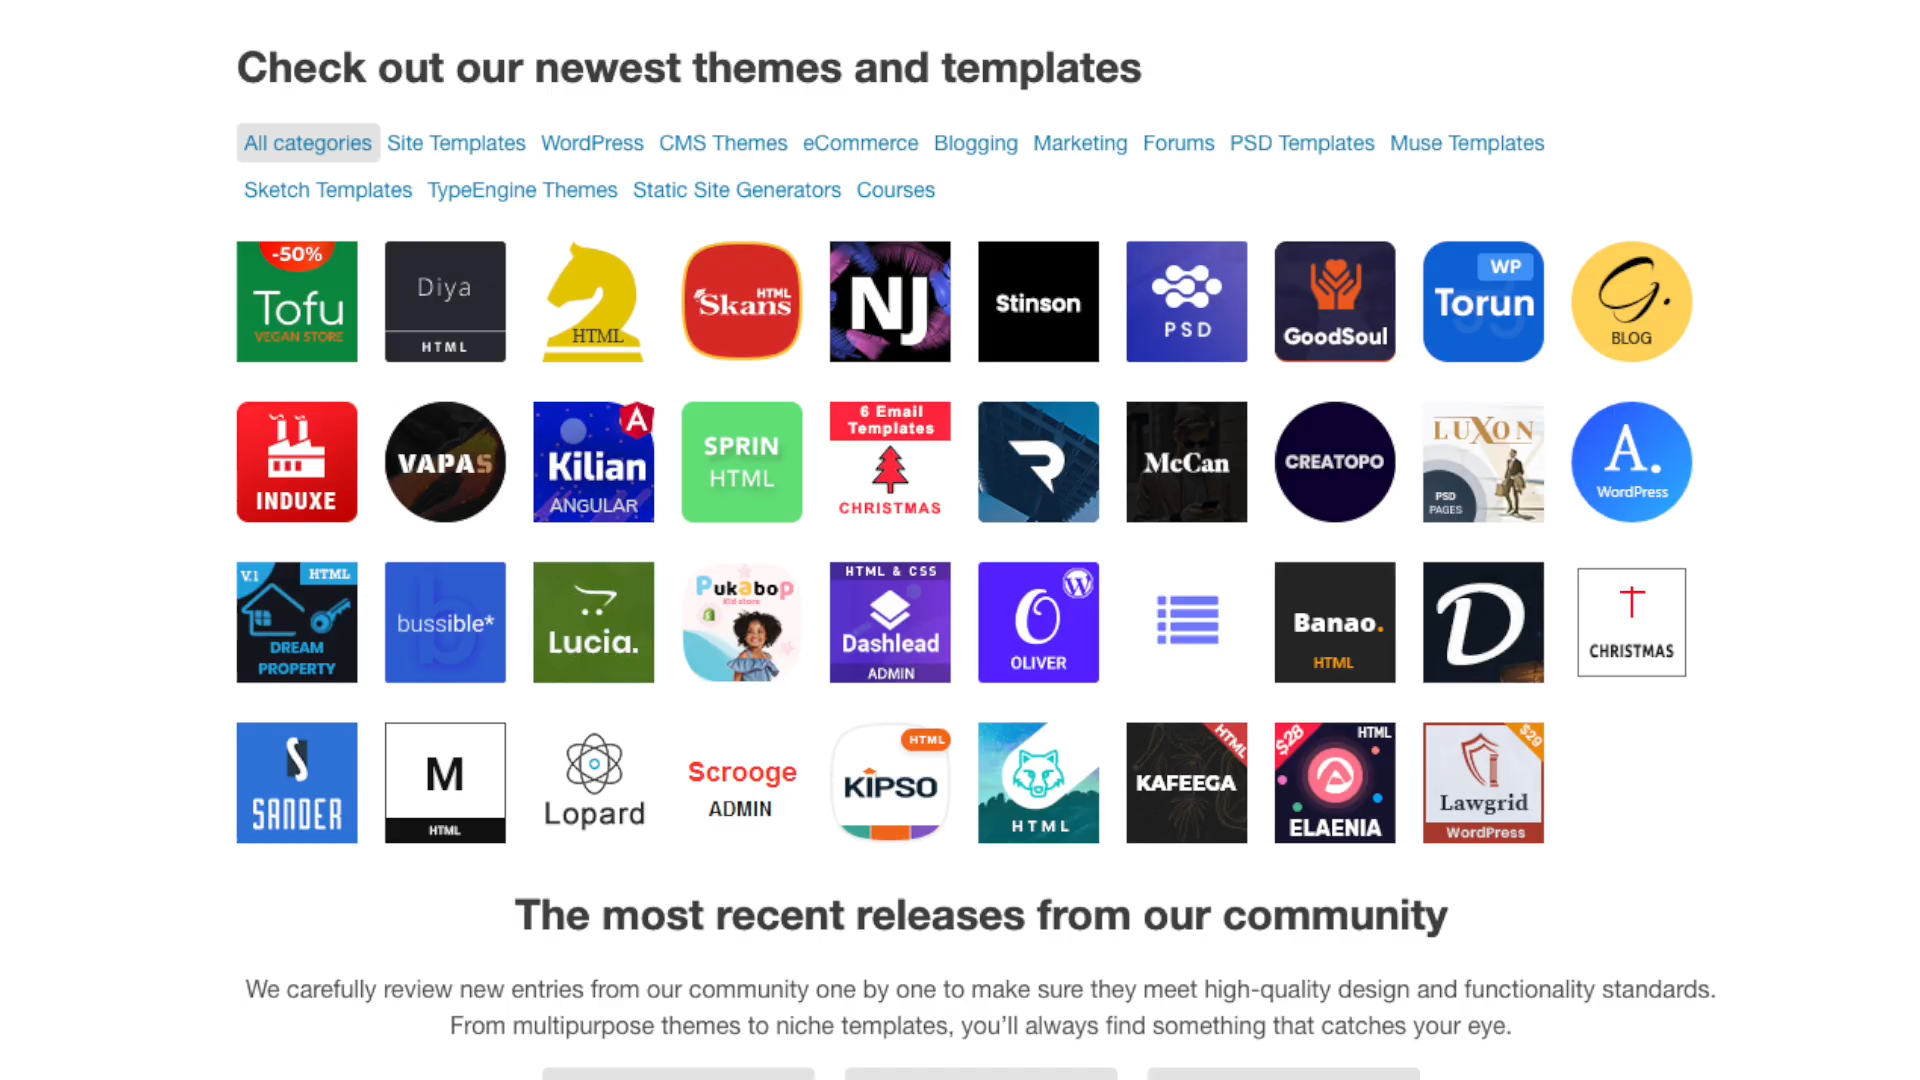 Check out our newest themes and templates
All categories Site Templates WordPress CMS Themes eCommerce Blogging Marketing Forums PSD Templates Muse Templates
Sketch Templates TypeEngine Themes Static Site Generators Courses
-50%
Tofu
VEGAN STORE
Diya
HTML
HTML
Skans
HTML
NJ
Stinson
PSD
GoodSoul
WP
Torun
G.
BLOG
INDUXE
VAPAS
A
Kilian
ANGULAR
SPRIN
HTML
6 Email
Templates
CHRISTMAS
R
McCan
CREATOPO
LUXON
PSD
PAGES
A.
WordPress
V.1
HTML
DREAM
PROPERTY
b
bussible*
Lucia.
Pukabop
Kid store
HTML & CSS
Dashlead
ADMIN
W
O
OLIVER
Banao.
HTML
D
CHRISTMAS
S
SANDER
M
HTML
Lopard
Scrooge
ADMIN
HTML
KIPSO
HTML
HTML
KAFEEGA
$28
HTML
ELAENIA
$29
Lawgrid
WordPress
The most recent releases from our community
We carefully review new entries from our community one by one to make sure they meet high-quality design and functionality standards.
From multipurpose themes to niche templates, you’ll always find something that catches your eye.